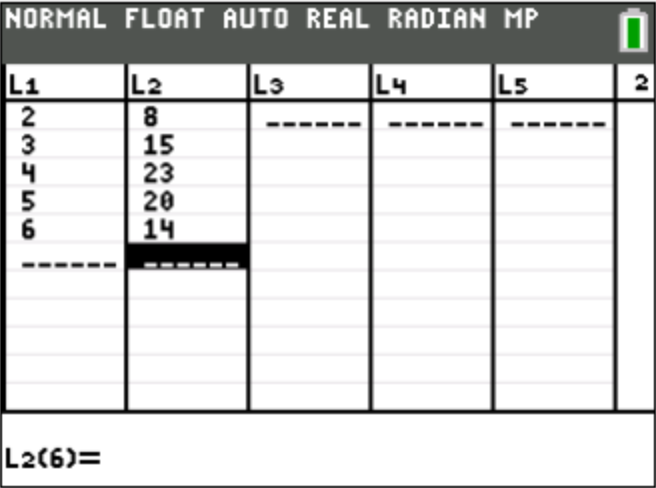 NORMAL FLOAT AUTO REAL RADIAN MP
L1 L2 L3 L4 L5 2
2 8 ------ ------ ------
3 15
4 23
5 20
6 14
------ ------
L2(6)=